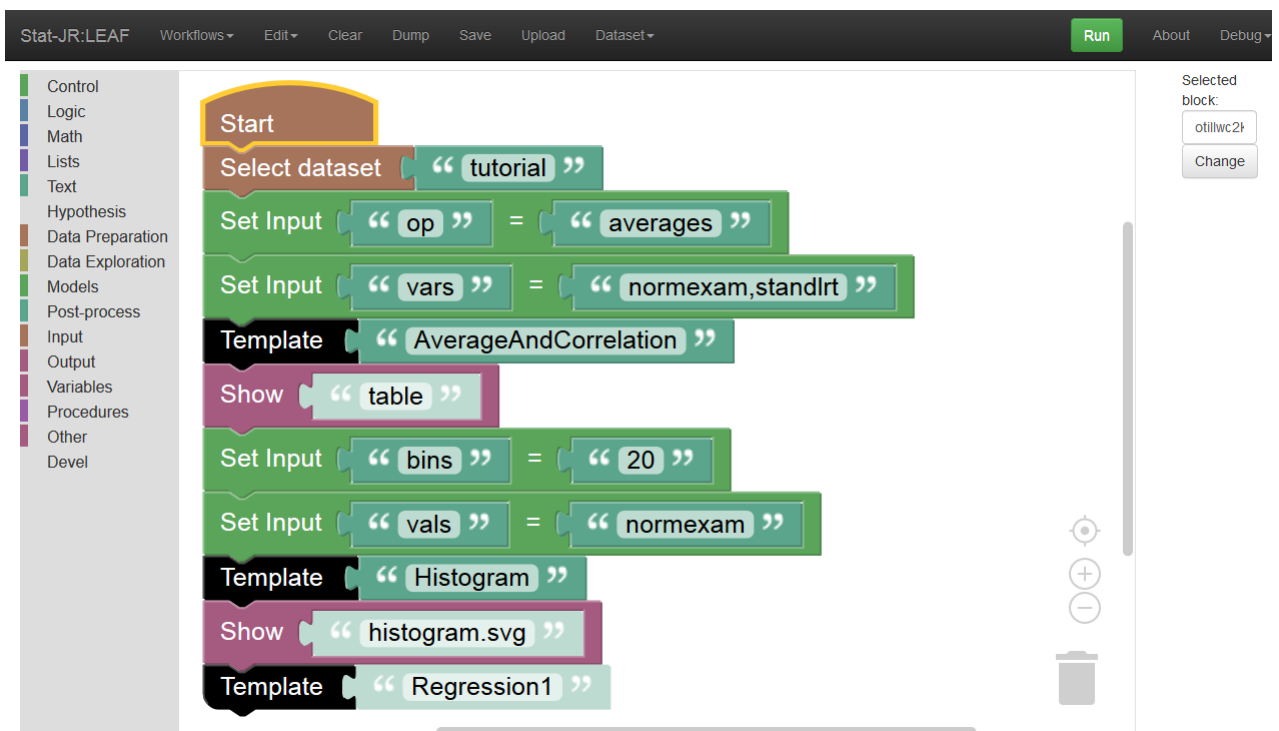 Stat-JR:LEAF Workflows Edit Clear Dump Save Upload Dataset Run About Debug
Control
Logic
Math
Lists
Text
Hypothesis
Data Preparation
Data Exploration
Models
Post-process
Input
Output
Variables
Procedures
Other
Devel
Start
Select dataset “ tutorial ”
Set Input “ op ” = “ averages ”
Set Input “ vars ” = “ normexam,standlrt ”
Template “ AverageAndCorrelation ”
Show “ table ”
Set Input “ bins ” = “ 20 ”
Set Input “ vals ” = “ normexam ”
Template “ Histogram ”
Show “ histogram.svg ”
Template “ Regression1 ”
Selected
block:
Change